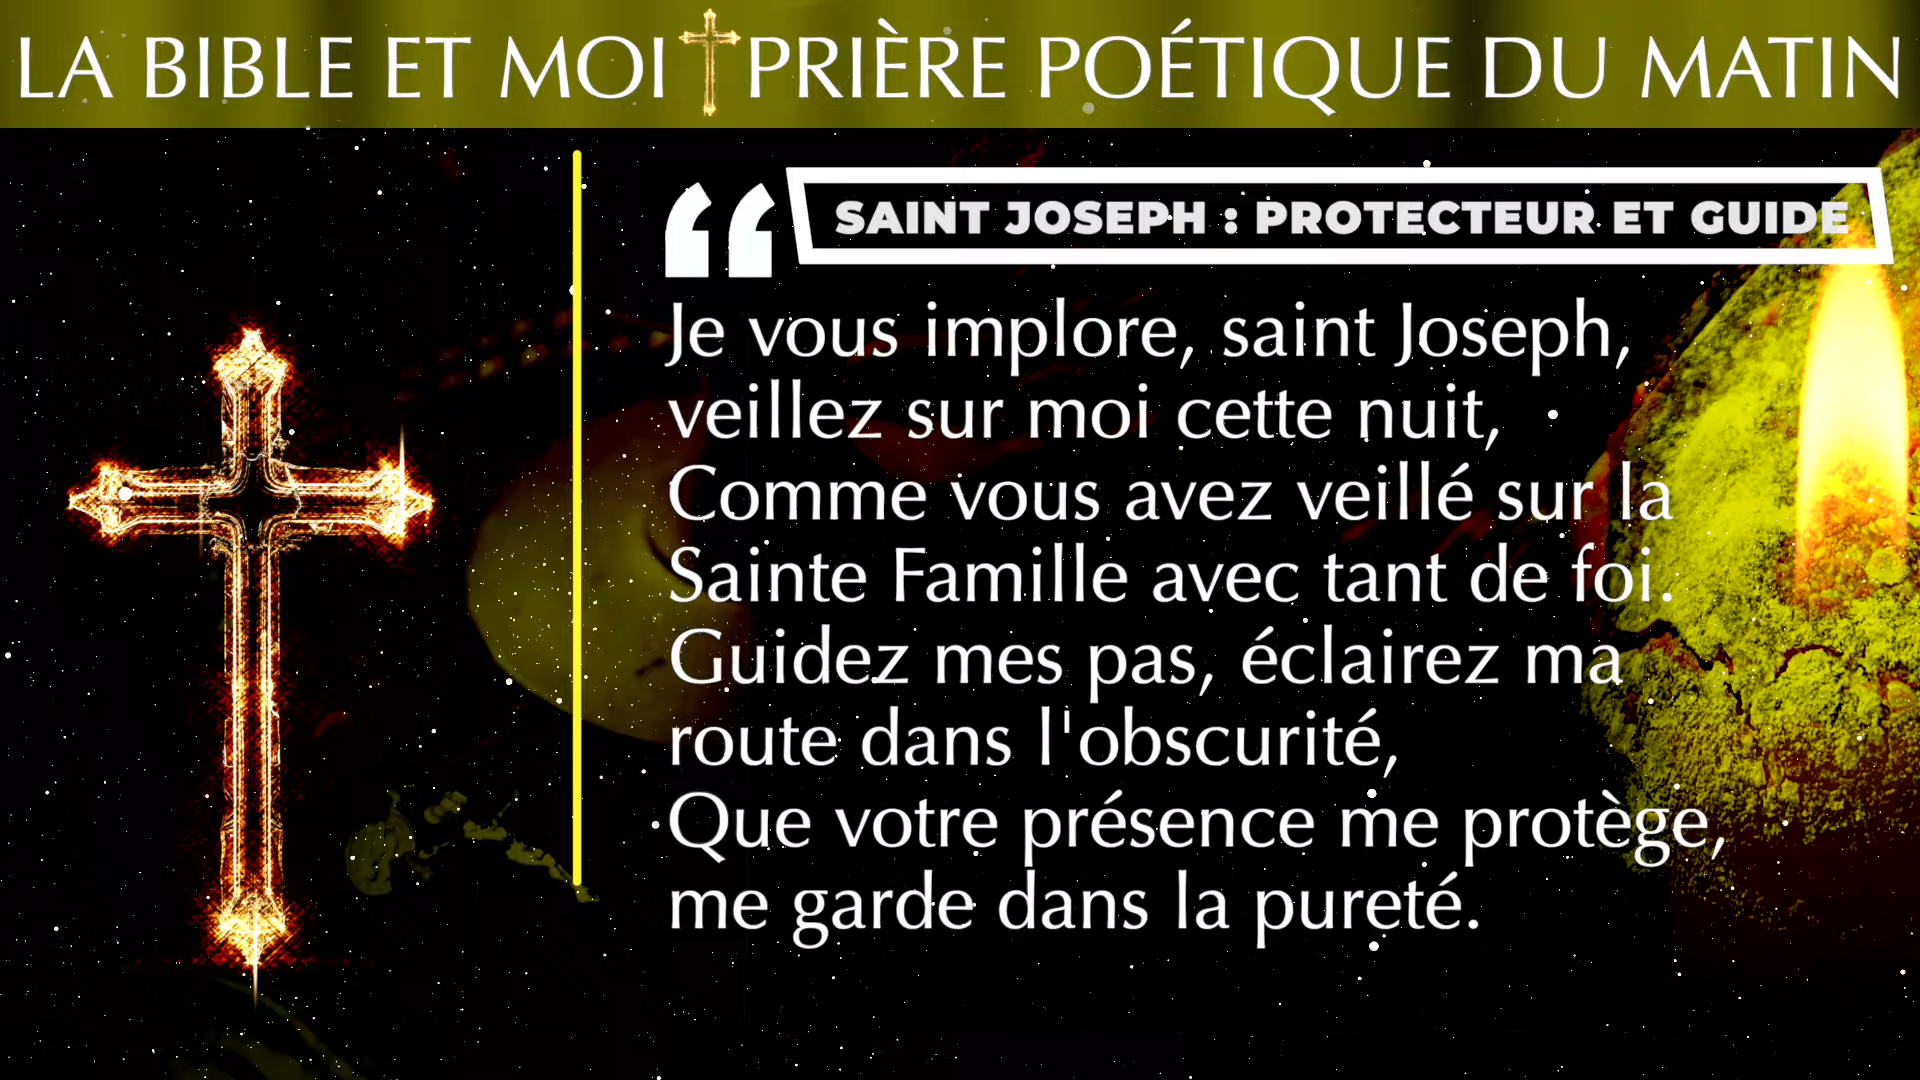 LA BIBLE ET MOI PRIÈRE POÉTIQUE DU MATIN
“ SAINT JOSEPH : PROTECTEUR ET GUIDE
Je vous implore, saint Joseph,
veillez sur moi cette nuit,
Comme vous avez veillé sur la
Sainte Famille avec tant de foi.
Guidez mes pas, éclairez ma
route dans l'obscurité,
Que votre présence me protège,
me garde dans la pureté.